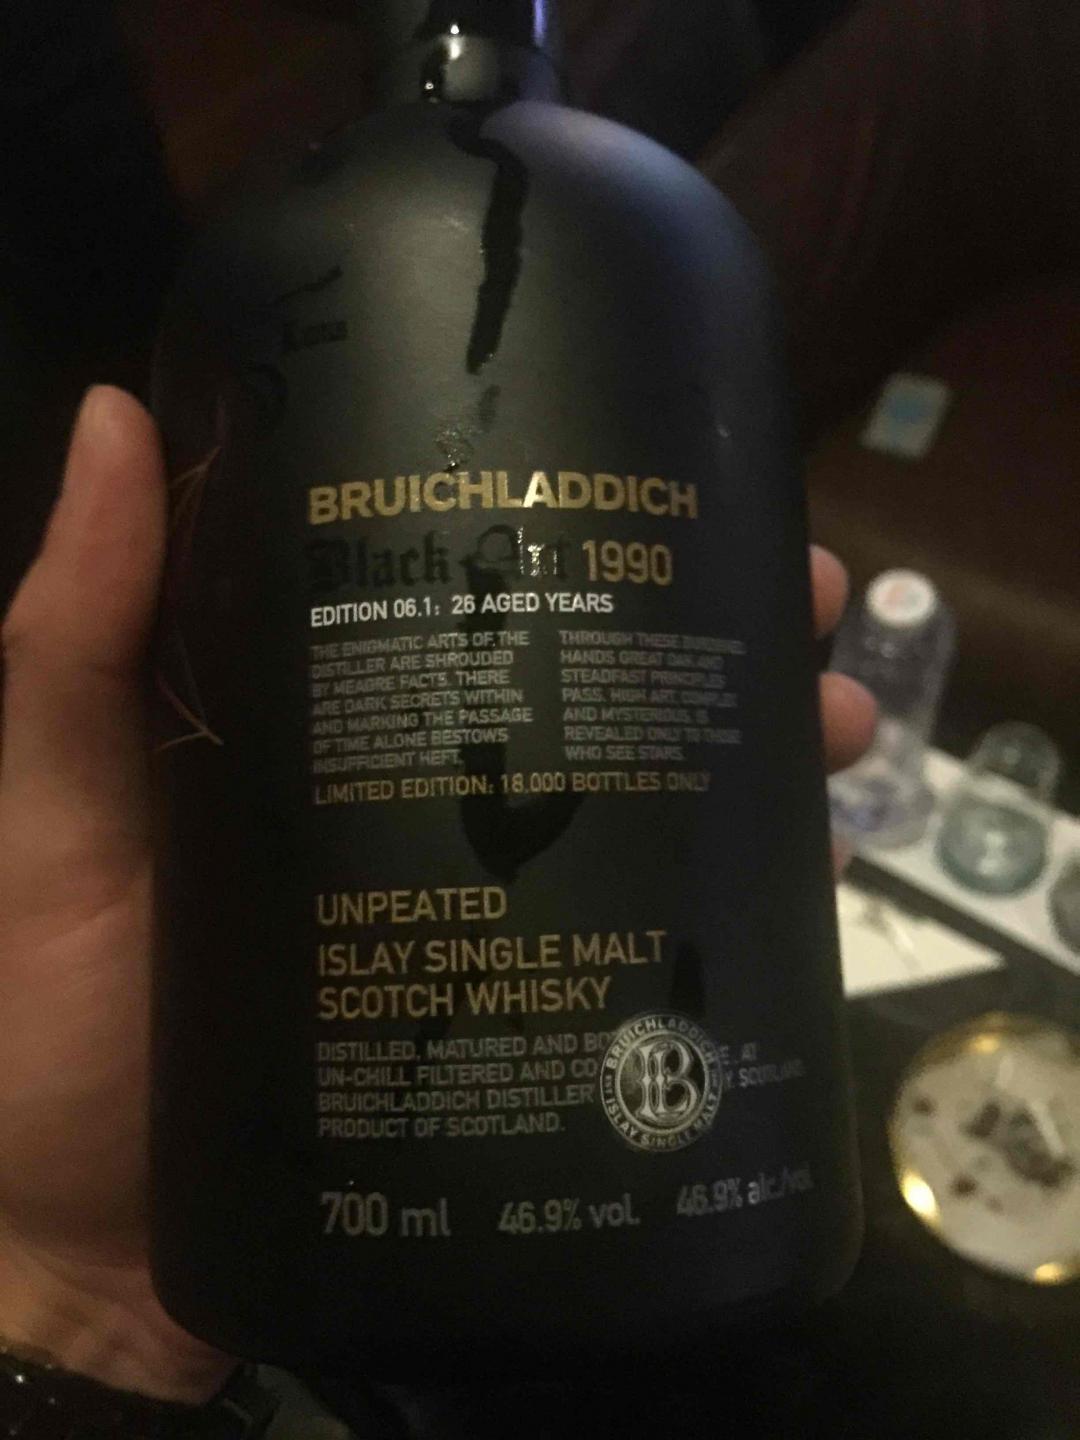 BRUICHLADDICH
Black Art 1990
EDITION 06.1: 26 AGED YEARS
THE ENIGMATIC ARTS OF THE
DISTILLER ARE SHROUDED
BY MEAGRE FACTS. THERE
ARE DARK SECRETS WITHIN
AND MARKING THE PASSAGE
OF TIME ALONE BESTOWS
INSUFFICIENT HEFT.
THROUGH THESE
HANDS GREAT OAK AND
STEADFAST PRINCIPLES
PASS. HIGH ART, COMPLEX
AND MYSTERIOUS, IS
REVEALED ONLY TO THOSE
WHO SEE STARS.
LIMITED EDITION: 18.000 BOTTLES ONLY
UNPEATED
ISLAY SINGLE MALT
SCOTCH WHISKY
DISTILLED, MATURED AND
UN-CHILL FILTERED AND
BRUICHLADDICH
PRODUCT OF SCOTLAND.
AT
SCOTLAND
BRUICHLADDICH
B
ISLAY SINGLE MALT
700 ml 46.9% vol. 46.9% alc./vol.